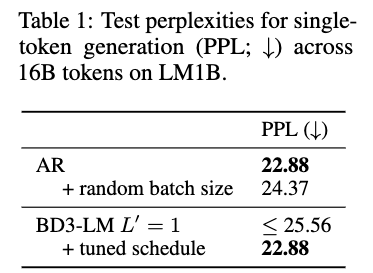 Table 1: Test perplexities for single-
token generation (PPL; ↓) across
16B tokens on LM1B.
PPL (↓)
AR 22.88
+ random batch size 24.37
BD3-LM L′ = 1 ≤ 25.56
+ tuned schedule 22.88